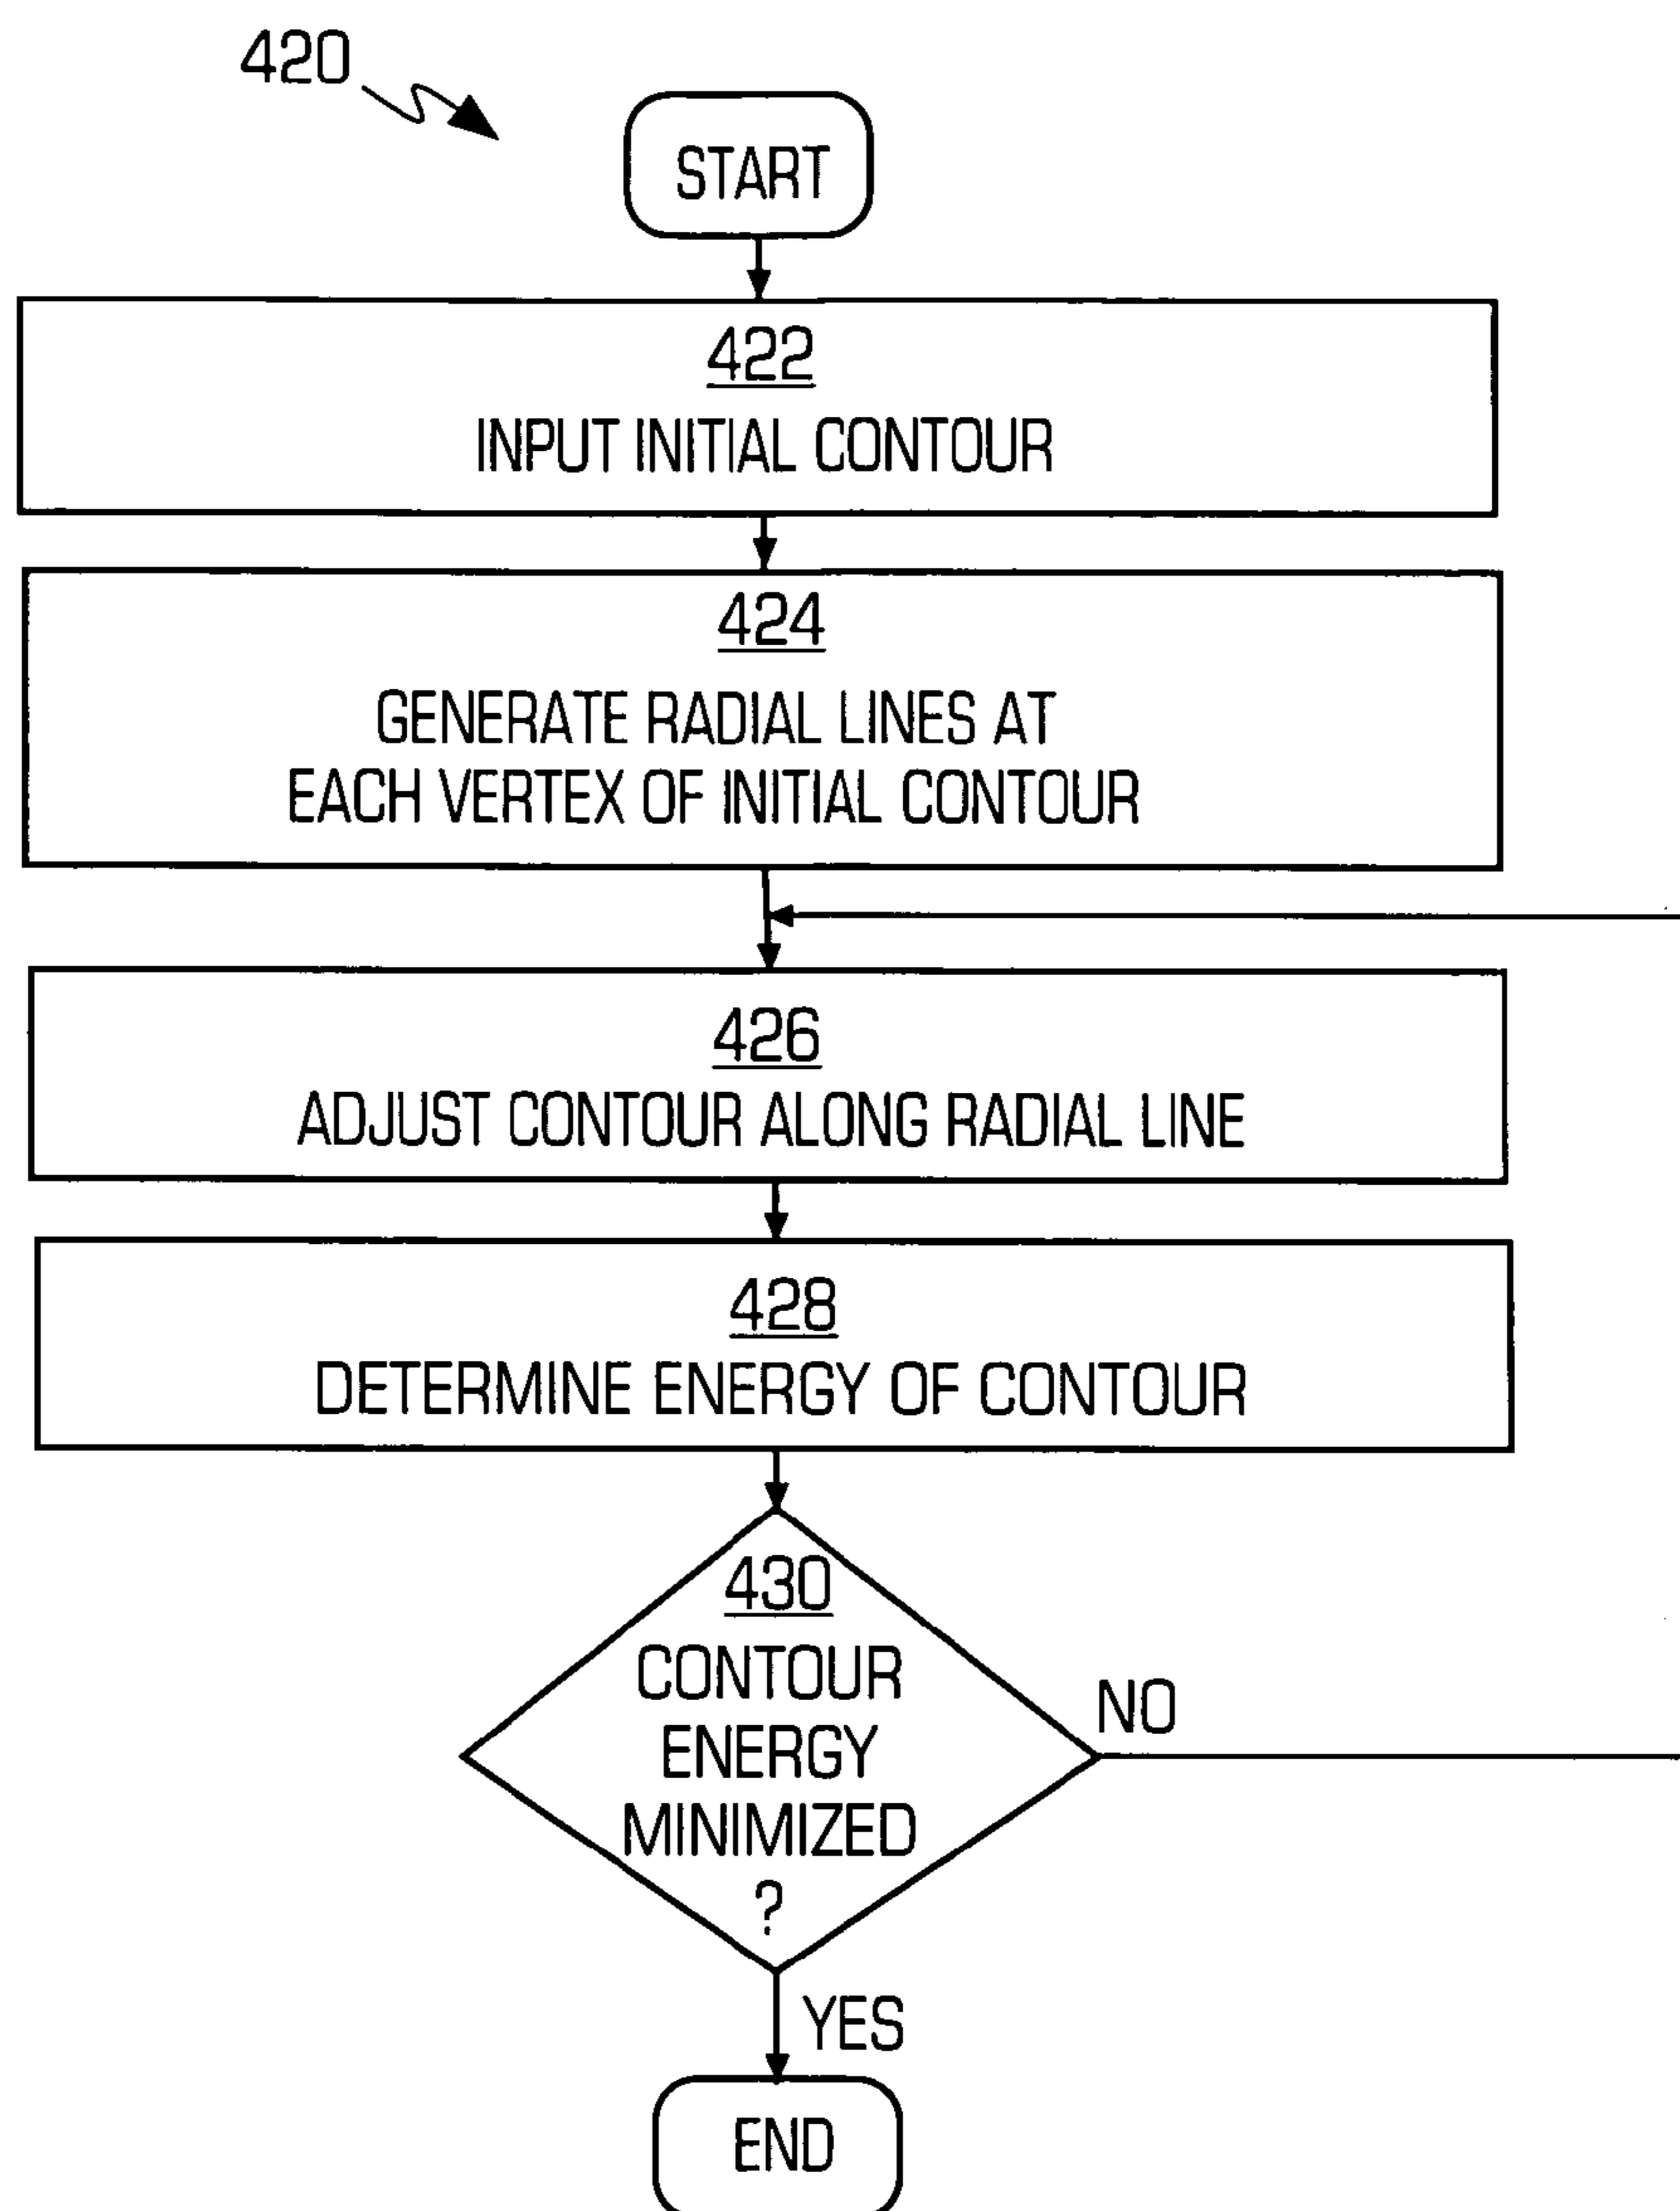 420
START
422
INPUT INITIAL CONTOUR
424
GENERATE RADIAL LINES AT
EACH VERTEX OF INITIAL CONTOUR
426
ADJUST CONTOUR ALONG RADIAL LINE
428
DETERMINE ENERGY OF CONTOUR
430
CONTOUR
ENERGY
MINIMIZED
?
NO
YES
END